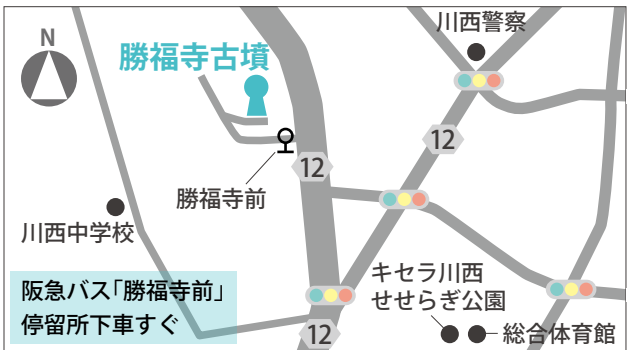 N
勝福寺古墳
川西警察
12
12
勝福寺前
川西中学校
阪急バス「勝福寺前」
停留所下車すぐ
12
キセラ川西
せせらぎ公園
総合体育館